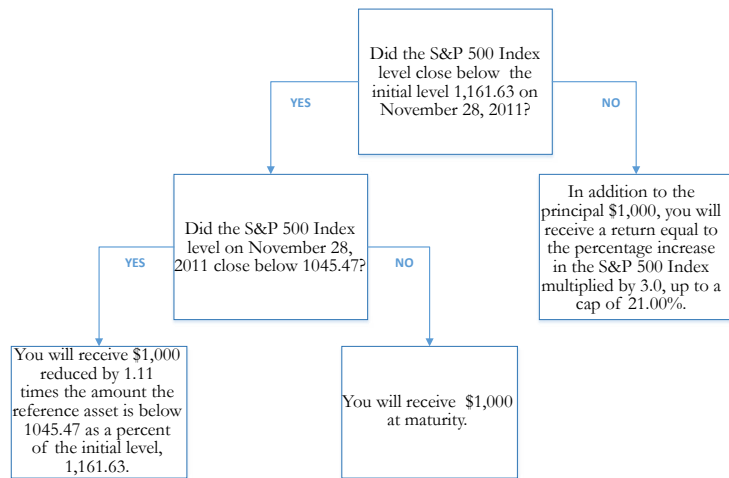 Did the S&P 500 Index
level close below the
initial level 1,161.63 on
November 28, 2011?
YES
NO
Did the S&P 500 Index
level on November 28,
2011 close below 1045.47?
In addition to the
principal $1,000, you will
receive a return equal to
the percentage increase
in the S&P 500 Index
multiplied by 3.0, up to a
cap of 21.00%.
YES
NO
You will receive $1,000
reduced by 1.11
times the amount the
reference asset is below
1045.47 as a percent
of the initial level,
1,161.63.
You will receive $1,000
at maturity.